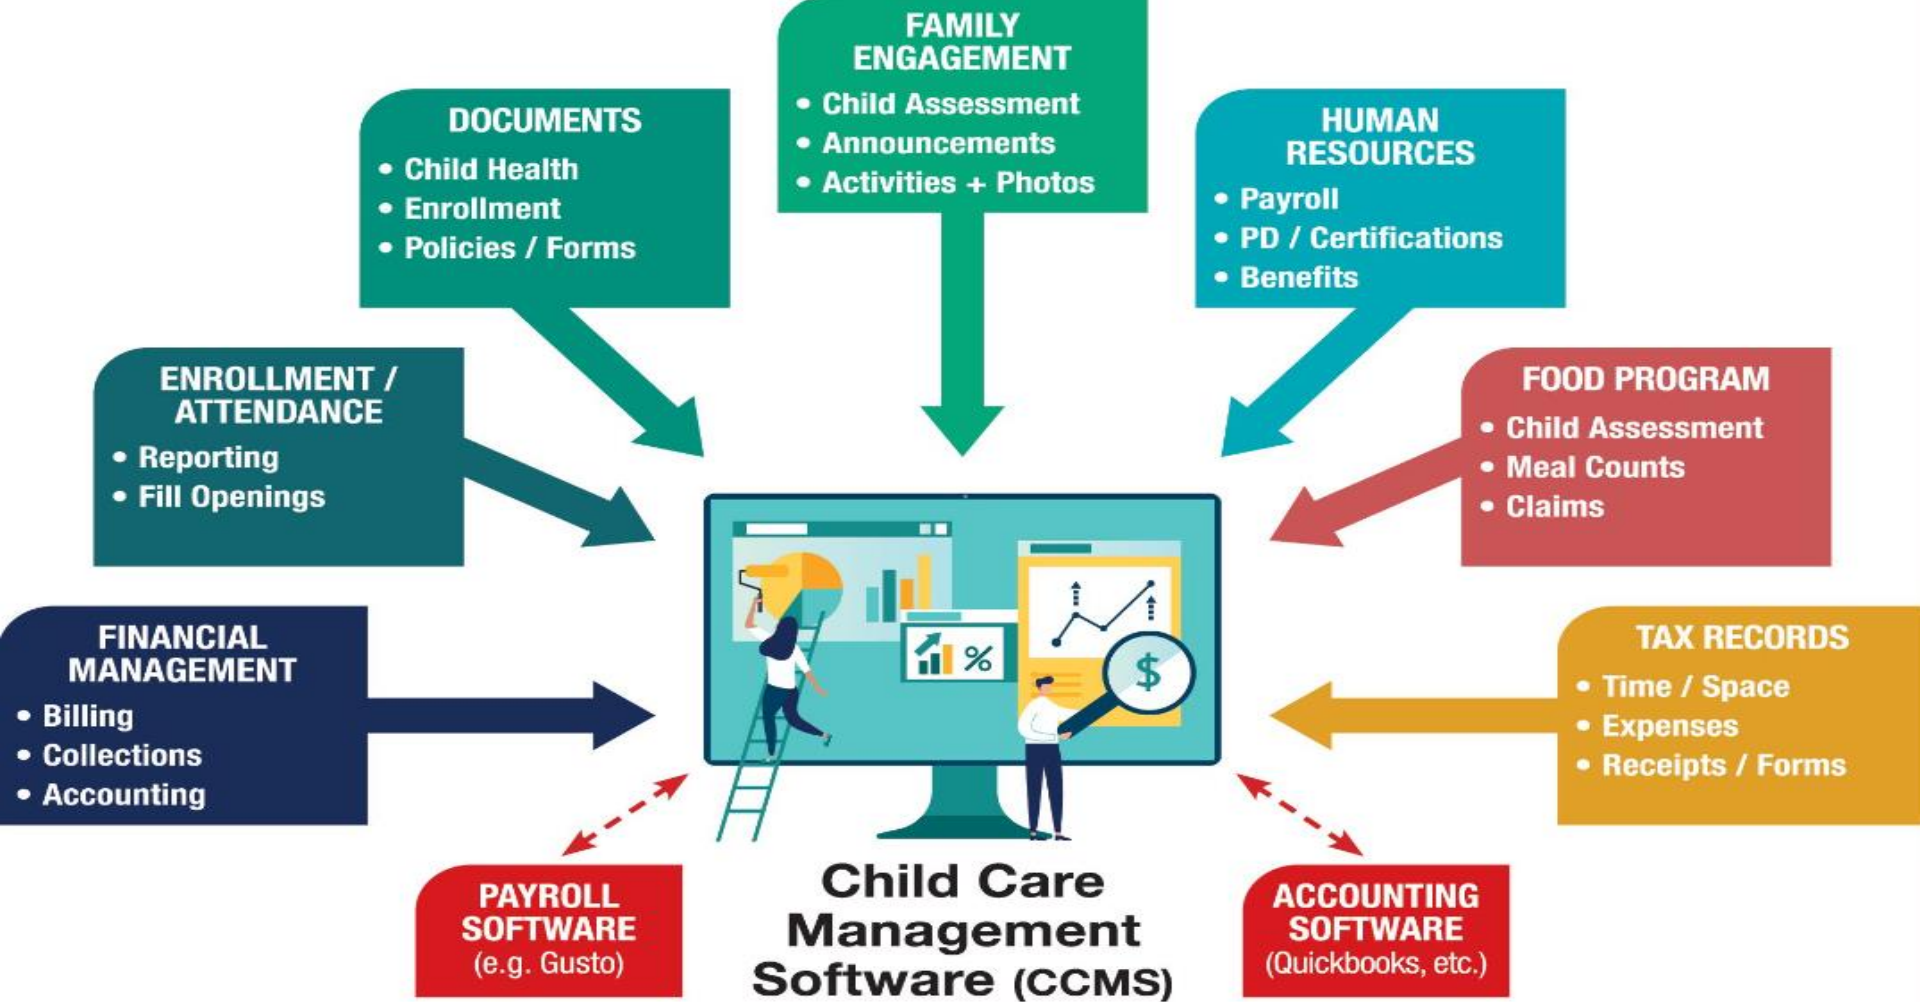 FAMILY
ENGAGEMENT
• Child Assessment
• Announcements
• Activities + Photos
DOCUMENTS
• Child Health
• Enrollment
• Policies / Forms
HUMAN
RESOURCES
• Payroll
• PD / Certifications
• Benefits
ENROLLMENT /
ATTENDANCE
• Reporting
• Fill Openings
FOOD PROGRAM
• Child Assessment
• Meal Counts
• Claims
FINANCIAL
MANAGEMENT
• Billing
• Collections
• Accounting
%
$
TAX RECORDS
• Time / Space
• Expenses
• Receipts / Forms
PAYROLL
SOFTWARE
(e.g. Gusto)
Child Care
Management
Software (CCMS)
ACCOUNTING
SOFTWARE
(Quickbooks, etc.)